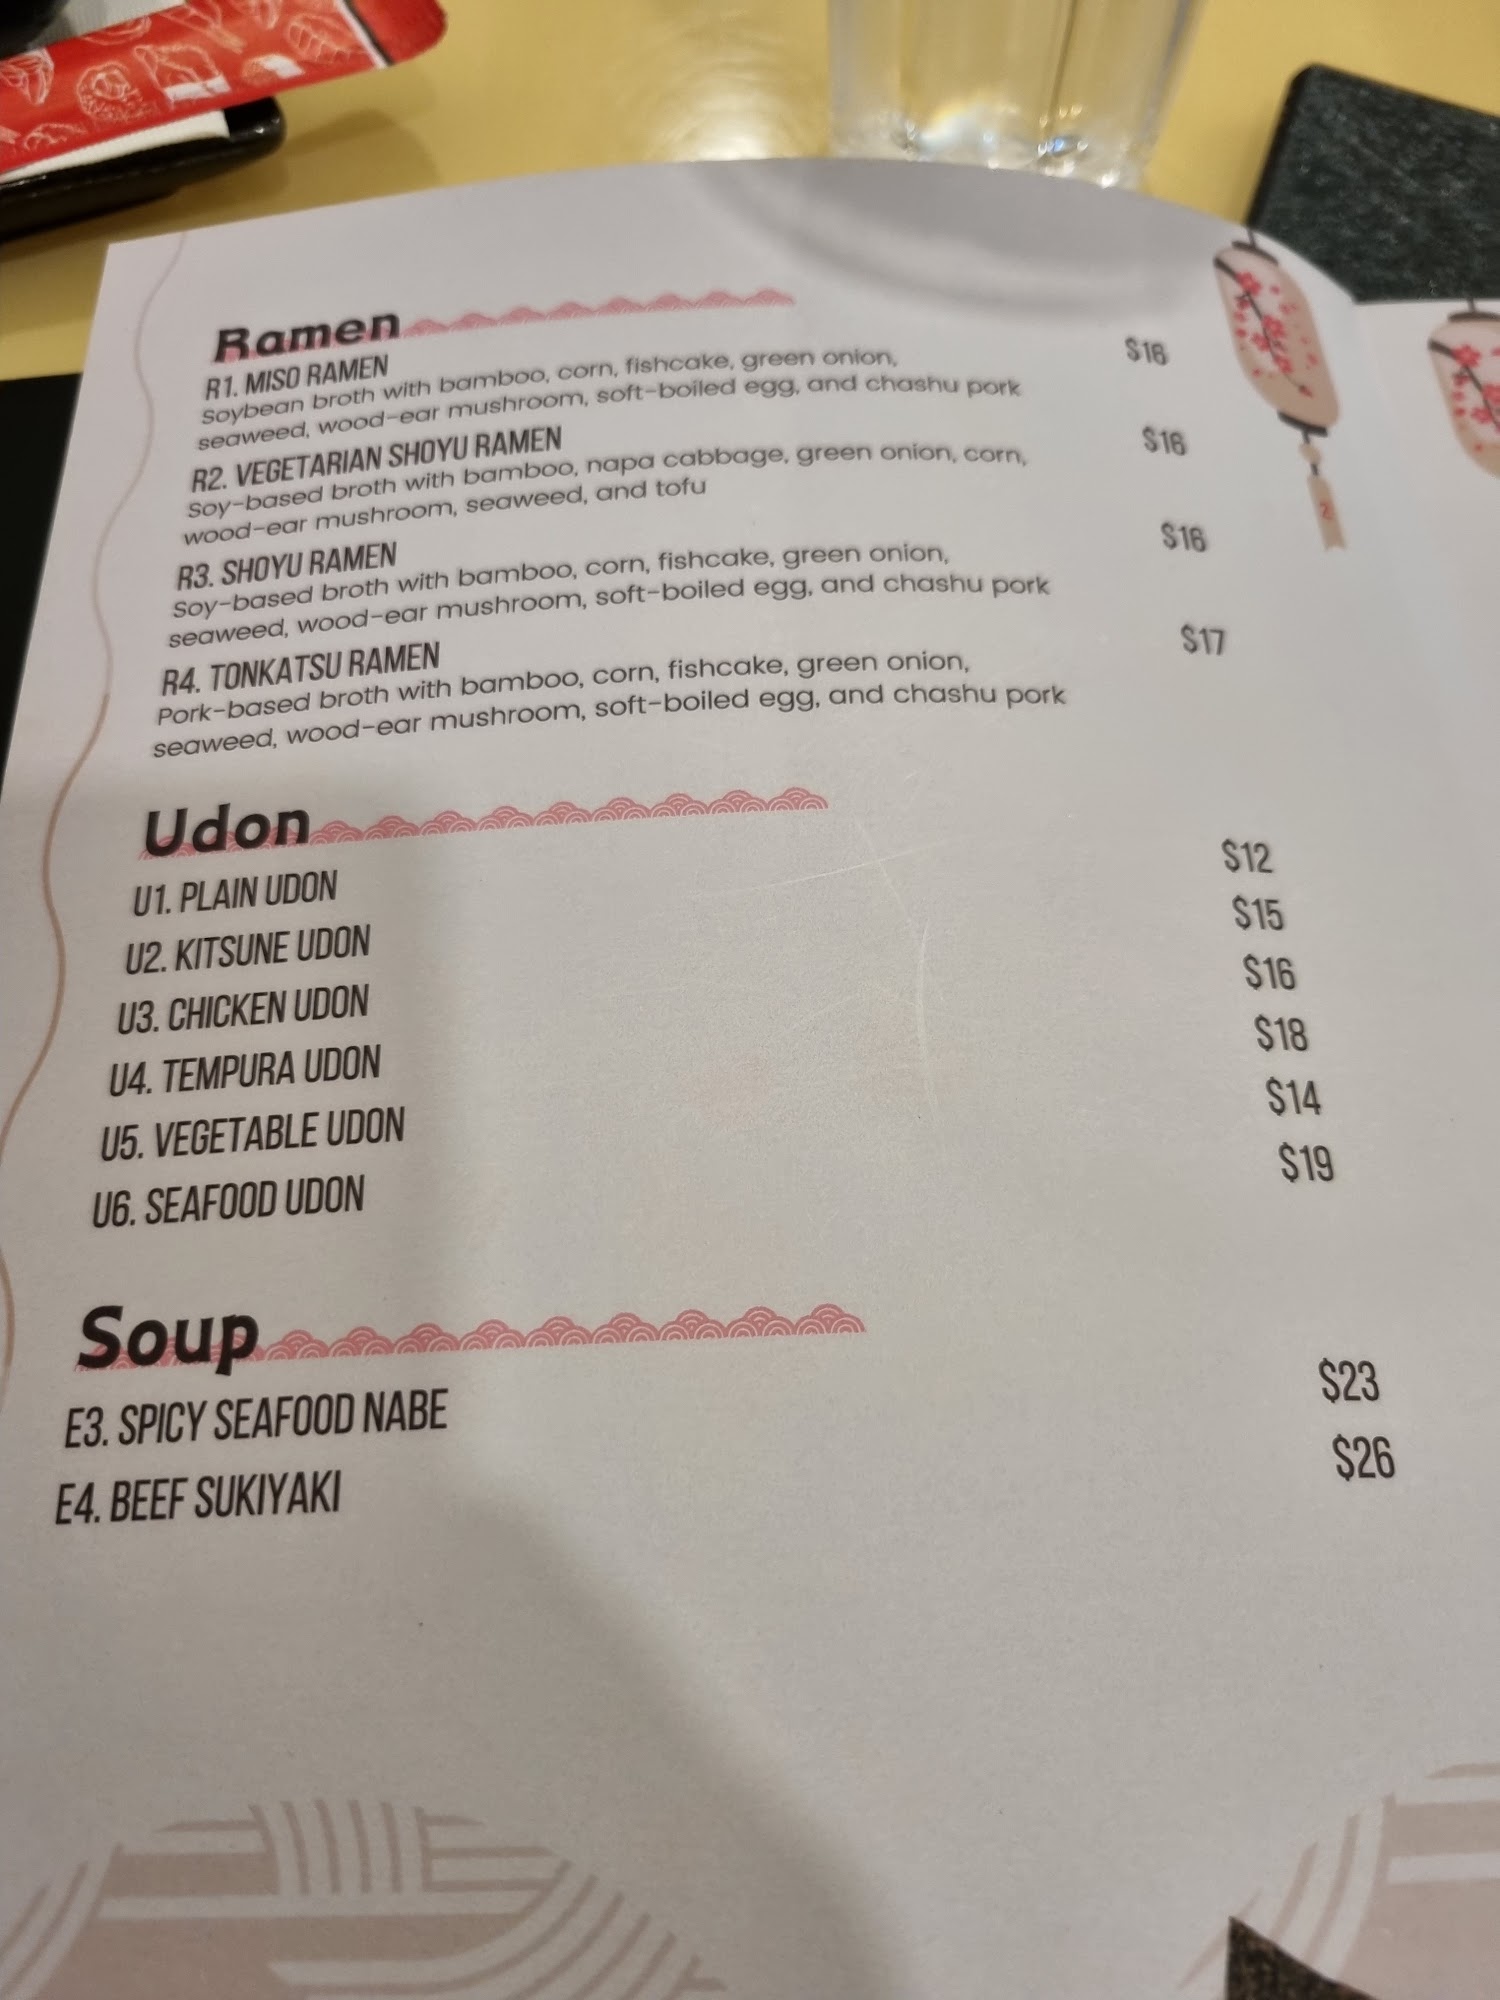 Ramen
R1. MISO RAMEN $16
Soybean broth with bamboo, corn, fishcake, green onion,
seaweed, wood-ear mushroom, soft-boiled egg, and chashu pork
R2. VEGETARIAN SHOYU RAMEN $16
Soy-based broth with bamboo, napa cabbage, green onion, corn,
wood-ear mushroom, seaweed, and tofu
R3. SHOYU RAMEN $16
Soy-based broth with bamboo, corn, fishcake, green onion,
seaweed, wood-ear mushroom, soft-boiled egg, and chashu pork
R4. TONKATSU RAMEN $17
Pork-based broth with bamboo, corn, fishcake, green onion,
seaweed, wood-ear mushroom, soft-boiled egg, and chashu pork
Udon
U1. PLAIN UDON $12
U2. KITSUNE UDON $15
U3. CHICKEN UDON $16
U4. TEMPURA UDON $18
U5. VEGETABLE UDON $14
U6. SEAFOOD UDON $19
Soup
E3. SPICY SEAFOOD NABE $23
E4. BEEF SUKIYAKI $26